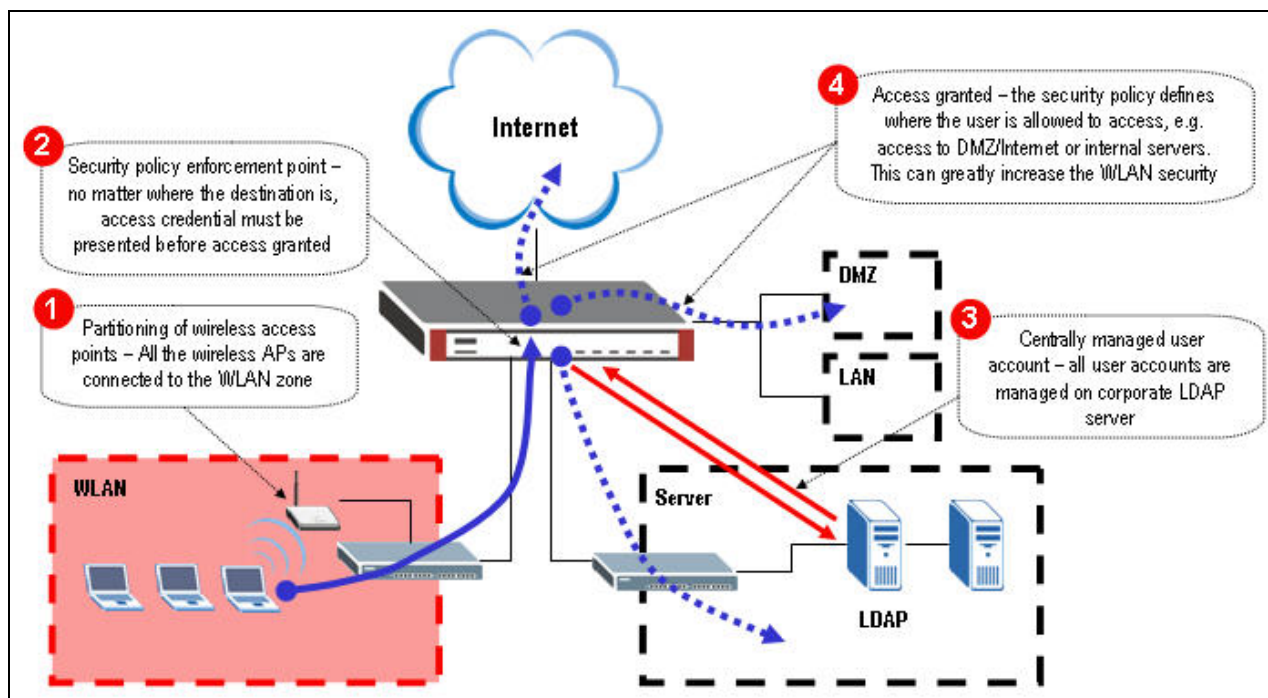 Internet
4
Access granted – the security policy defines
where the user is allowed to access, e.g.
access to DMZ/Internet or internal servers.
This can greatly increase the WLAN security
2
Security policy enforcement point –
no matter where the destination is,
access credential must be
presented before access granted
1
Partitioning of wireless access
points – All the wireless APs are
connected to the WLAN zone
DMZ
LAN
3
Centrally managed user
account – all user accounts are
managed on corporate LDAP
server
WLAN
Server
LDAP